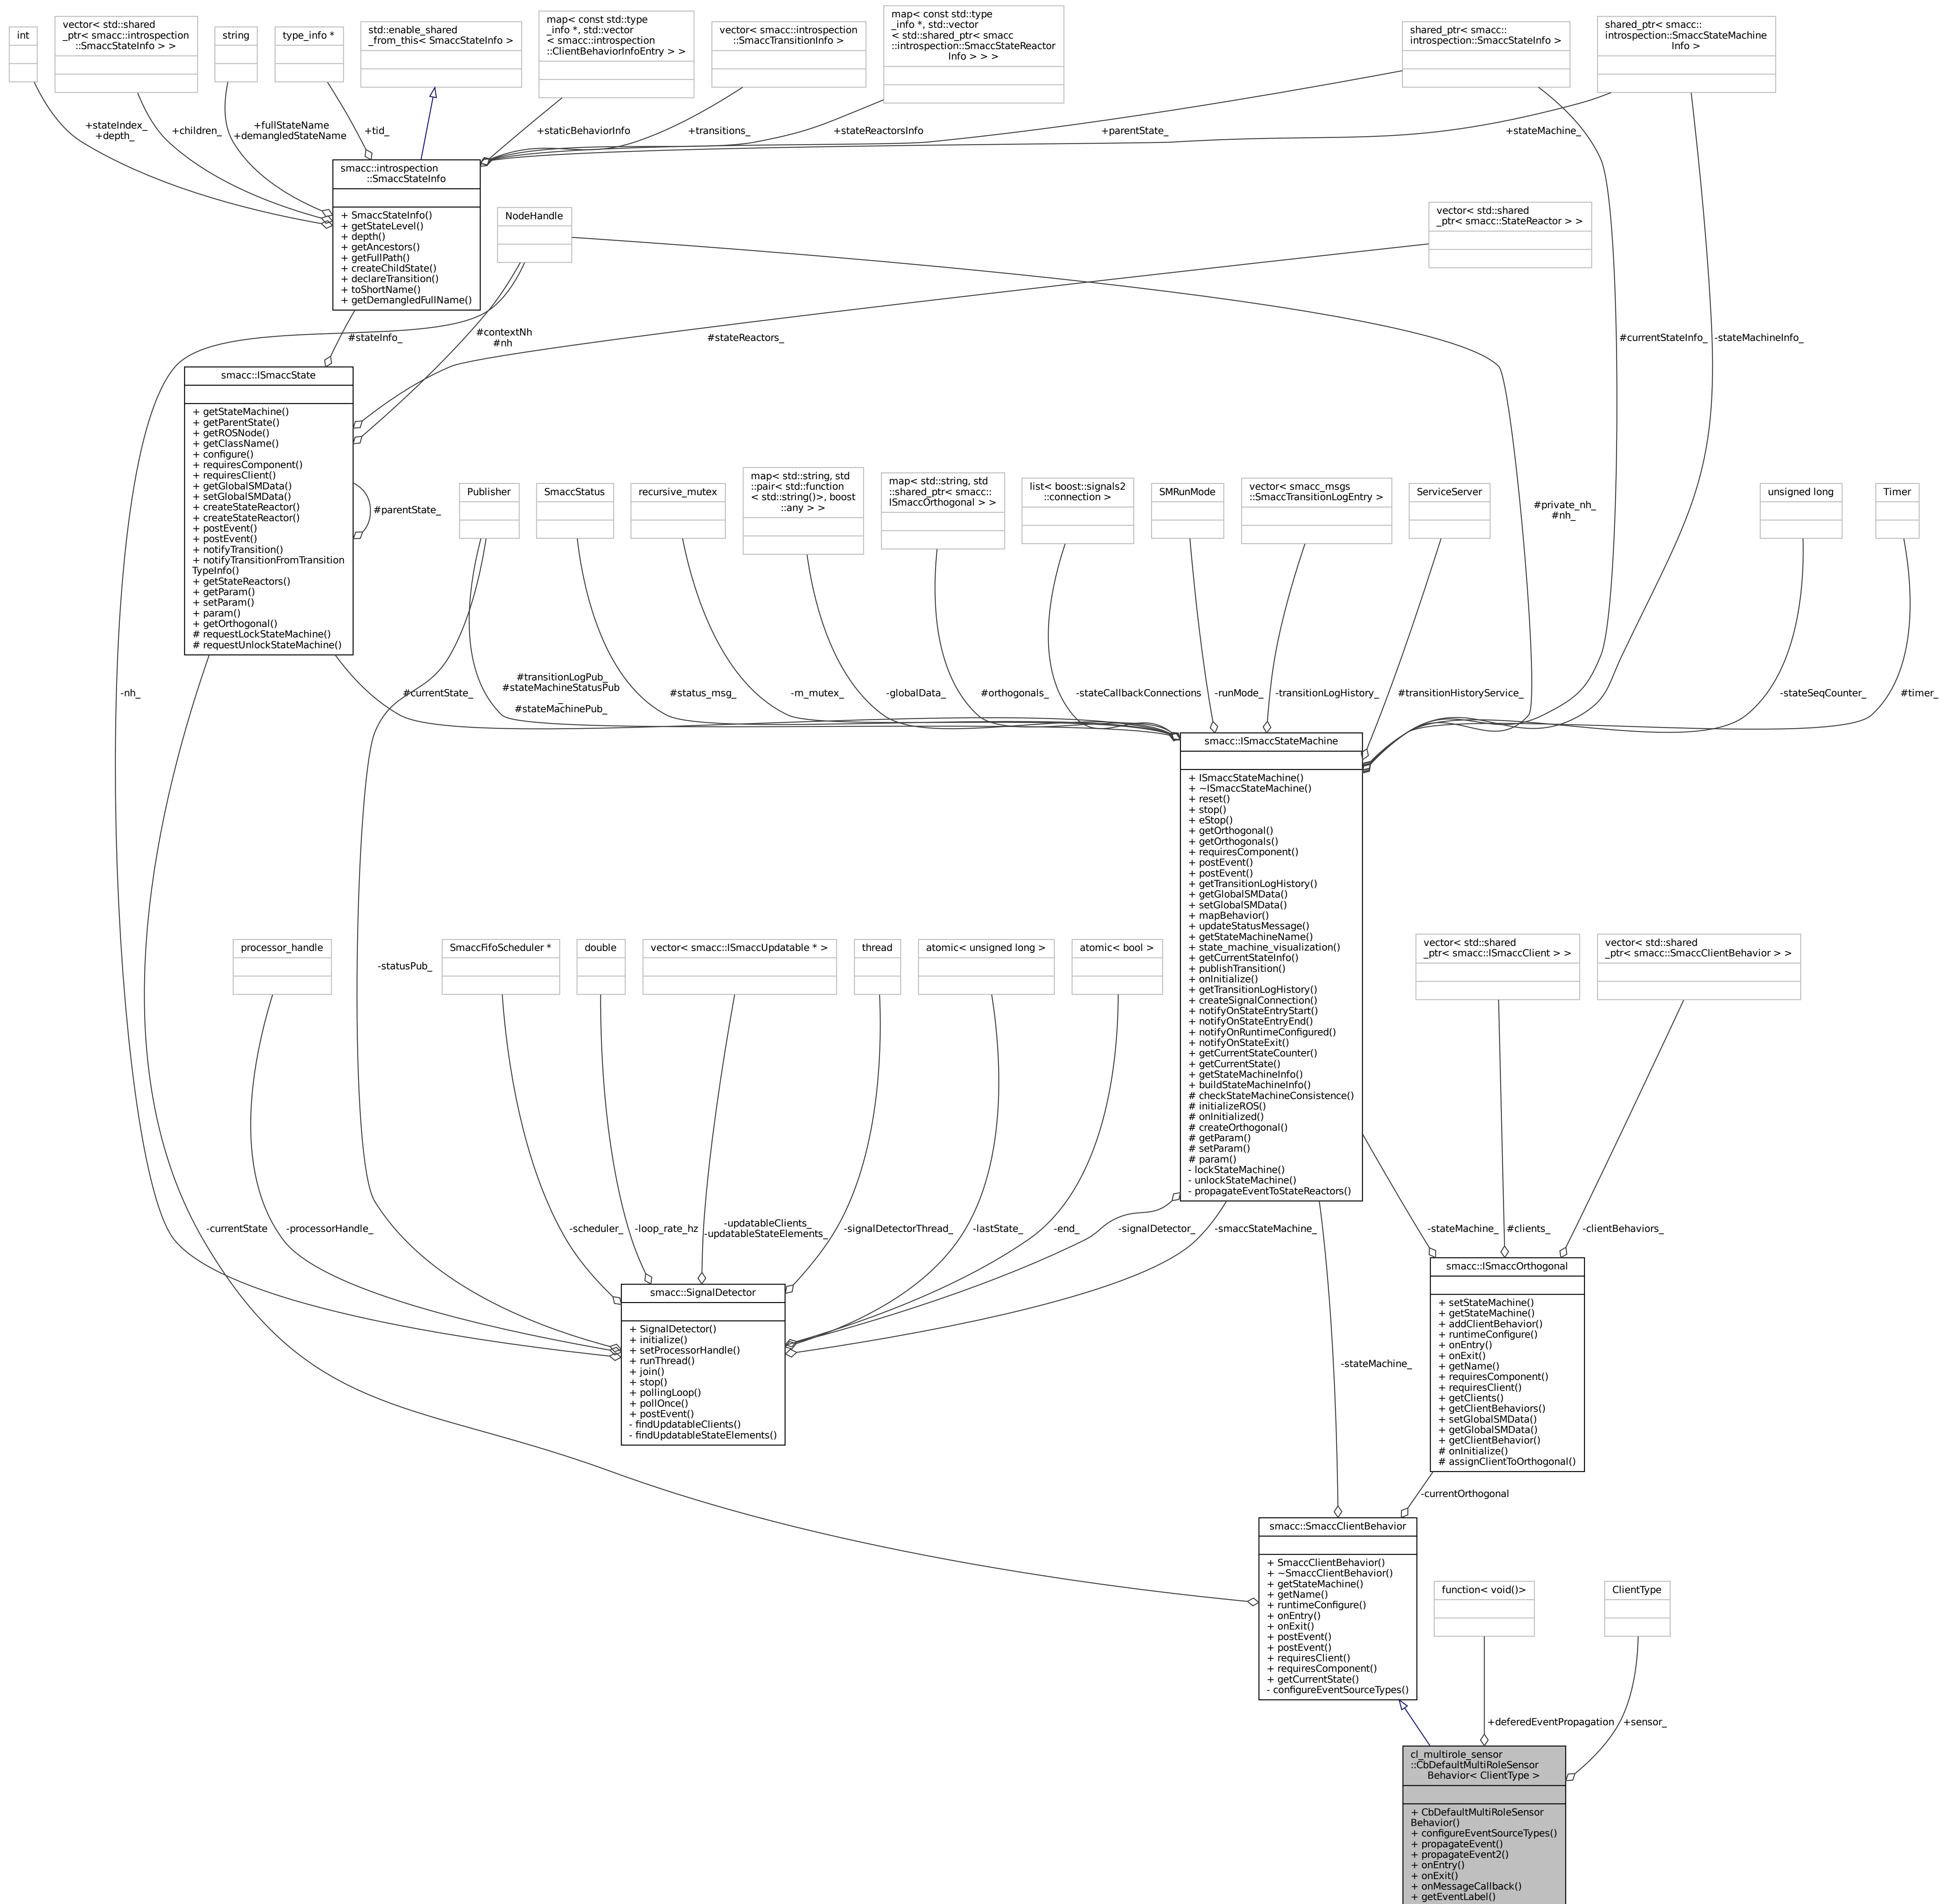 int
vector< std::shared
_ptr< smacc::introspection
::SmaccStateInfo > >
string
type_info *
std::enable_shared
_from_this< SmaccStateInfo >
map< const std::type
_info *, std::vector
< smacc::introspection
::ClientBehaviorInfoEntry > >
vector< smacc::introspection
::SmaccTransitionInfo >
map< const std::type
_info *, std::vector
< std::shared_ptr< smacc
::introspection::SmaccStateReactor
Info > > >
shared_ptr< smacc::
introspection::SmaccStateInfo >
shared_ptr< smacc::
introspection::SmaccStateMachine
Info >
+stateIndex_
+depth_
+children_
+fullStateName
+demangledStateName
+tid_
+staticBehaviorInfo
+transitions_
+stateReactorsInfo
+parentState_
+stateMachine_
smacc::introspection
::SmaccStateInfo
+ SmaccStateInfo()
+ getStateLevel()
+ depth()
+ getAncestors()
+ getFullPath()
+ createChildState()
+ declareTransition()
+ toShortName()
+ getDemangledFullName()
NodeHandle
vector< std::shared
_ptr< smacc::StateReactor > >
#stateInfo_
#contextNh
#nh
#stateReactors_
#currentStateInfo_
-stateMachineInfo_
smacc::ISmaccState
+ getStateMachine()
+ getParentState()
+ getROSNode()
+ getClassName()
+ configure()
+ requiresComponent()
+ requiresClient()
+ getGlobalSMData()
+ setGlobalSMData()
+ createStateReactor()
+ createStateReactor()
+ postEvent()
+ postEvent()
+ notifyTransition()
+ notifyTransitionFromTransition
TypeInfo()
+ getStateReactors()
+ getParam()
+ setParam()
+ param()
+ getOrthogonal()
# requestLockStateMachine()
# requestUnlockStateMachine()
#parentState_
Publisher
SmaccStatus
recursive_mutex
map< std::string, std
::pair< std::function
< std::string()>, boost
::any > >
map< std::string, std
::shared_ptr< smacc::
ISmaccOrthogonal > >
list< boost::signals2
::connection >
SMRunMode
vector< smacc_msgs
::SmaccTransitionLogEntry >
ServiceServer
#private_nh_
#nh_
unsigned long
Timer
-nh_
#currentState_
#transitionLogPub_
#stateMachineStatusPub
_
#stateMachinePub_
#status_msg_
-m_mutex_
-globalData_
#orthogonals_
-stateCallbackConnections
-runMode_
-transitionLogHistory_
#transitionHistoryService_
-stateSeqCounter_
#timer_
smacc::ISmaccStateMachine
+ ISmaccStateMachine()
+ ~ISmaccStateMachine()
+ reset()
+ stop()
+ eStop()
+ getOrthogonal()
+ getOrthogonals()
+ requiresComponent()
+ postEvent()
+ postEvent()
+ getTransitionLogHistory()
+ getGlobalSMData()
+ setGlobalSMData()
+ mapBehavior()
+ updateStatusMessage()
+ getStateMachineName()
+ state_machine_visualization()
+ getCurrentStateInfo()
+ publishTransition()
+ onInitialize()
+ getTransitionLogHistory()
+ createSignalConnection()
+ notifyOnStateEntryStart()
+ notifyOnStateEntryEnd()
+ notifyOnRuntimeConfigured()
+ notifyOnStateExit()
+ getCurrentStateCounter()
+ getCurrentState()
+ getStateMachineInfo()
+ buildStateMachineInfo()
# checkStateMachineConsistence()
# initializeROS()
# onInitialized()
# createOrthogonal()
# getParam()
# setParam()
# param()
- lockStateMachine()
- unlockStateMachine()
- propagateEventToStateReactors()
processor_handle
-statusPub_
SmaccFifoScheduler *
double
vector< smacc::ISmaccUpdatable * >
thread
atomic< unsigned long >
atomic< bool >
vector< std::shared
_ptr< smacc::ISmaccClient > >
vector< std::shared
_ptr< smacc::SmaccClientBehavior > >
-currentState
-processorHandle_
-scheduler_
-loop_rate_hz
-updatableClients_
-updatableStateElements_
-signalDetectorThread_
-lastState_
-end_
-signalDetector_
-smaccStateMachine_
-stateMachine_
#clients_
-clientBehaviors_
smacc::SignalDetector
+ SignalDetector()
+ initialize()
+ setProcessorHandle()
+ runThread()
+ join()
+ stop()
+ pollingLoop()
+ pollOnce()
+ postEvent()
- findUpdatableClients()
- findUpdatableStateElements()
-stateMachine_
smacc::ISmaccOrthogonal
+ setStateMachine()
+ getStateMachine()
+ addClientBehavior()
+ runtimeConfigure()
+ onEntry()
+ onExit()
+ getName()
+ requiresComponent()
+ requiresClient()
+ getClients()
+ getClientBehaviors()
+ setGlobalSMData()
+ getGlobalSMData()
+ getClientBehavior()
# onInitialize()
# assignClientToOrthogonal()
-currentOrthogonal
smacc::SmaccClientBehavior
+ SmaccClientBehavior()
+ ~SmaccClientBehavior()
+ getStateMachine()
+ getName()
+ runtimeConfigure()
+ onEntry()
+ onExit()
+ postEvent()
+ postEvent()
+ requiresClient()
+ requiresComponent()
+ getCurrentState()
- configureEventSourceTypes()
function< void()>
ClientType
+deferedEventPropagation
+sensor_
cl_multirole_sensor
::CbDefaultMultiRoleSensor
Behavior< ClientType >
+ CbDefaultMultiRoleSensor
Behavior()
+ configureEventSourceTypes()
+ propagateEvent()
+ propagateEvent2()
+ onEntry()
+ onExit()
+ onMessageCallback()
+ getEventLabel()